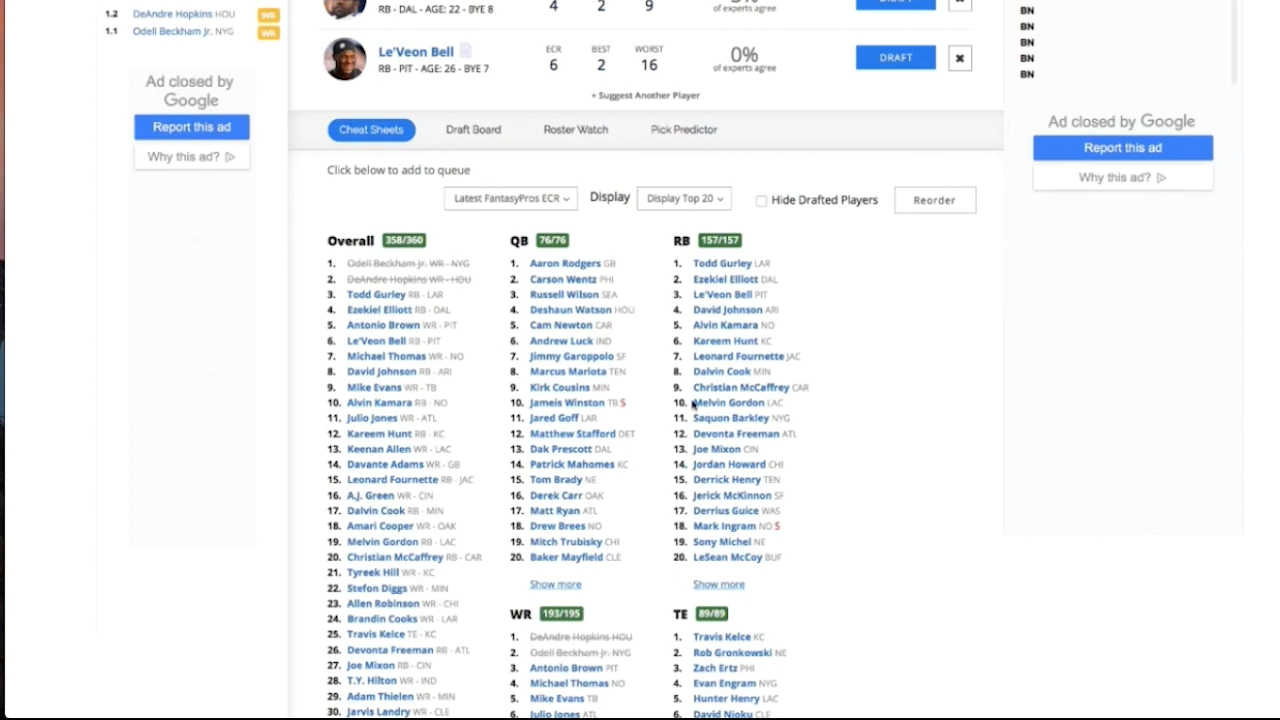 1.2 DeAndre Hopkins HOU WR
1.1 Odell Beckham Jr. NYG WR
Ad closed by
Google
Report this ad
Why this ad?
RB - DAL - AGE: 22 - BYE 8
4 2 9
of experts agree
DRAFT
Le'Veon Bell
RB - PIT - AGE: 26 - BYE 7
ECR BEST WORST
6 2 16
0%
of experts agree
DRAFT
+ Suggest Another Player
Cheat Sheets Draft Board Roster Watch Pick Predictor
Click below to add to queue
Latest FantasyPros ECR Display Display Top 20 Hide Drafted Players Reorder
Overall 358/360
1. Odell Beckham Jr. WR - NYG
2. DeAndre Hopkins WR - HOU
3. Todd Gurley RB - LAR
4. Ezekiel Elliott RB - DAL
5. Antonio Brown WR - PIT
6. Le'Veon Bell RB - PIT
7. Michael Thomas WR - NO
8. David Johnson RB - ARI
9. Mike Evans WR - TB
10. Alvin Kamara RB - NO
11. Julio Jones WR - ATL
12. Kareem Hunt RB - KC
13. Keenan Allen WR - LAC
14. Davante Adams WR - GB
15. Leonard Fournette RB - JAC
16. A.J. Green WR - CIN
17. Dalvin Cook RB - MIN
18. Amari Cooper WR - OAK
19. Melvin Gordon RB - LAC
20. Christian McCaffrey RB - CAR
21. Tyreek Hill WR - KC
22. Stefon Diggs WR - MIN
23. Allen Robinson WR - CHI
24. Brandin Cooks WR - LAR
25. Travis Kelce TE - KC
26. Devonta Freeman RB - ATL
27. Joe Mixon RB - CIN
28. T.Y. Hilton WR - IND
29. Adam Thielen WR - MIN
30. Jarvis Landry WR - CLE
QB 76/76
1. Aaron Rodgers GB
2. Carson Wentz PHI
3. Russell Wilson SEA
4. Deshaun Watson HOU
5. Cam Newton CAR
6. Andrew Luck IND
7. Jimmy Garoppolo SF
8. Marcus Mariota TEN
9. Kirk Cousins MIN
10. Jameis Winston TB S
11. Jared Goff LAR
12. Matthew Stafford DET
13. Dak Prescott DAL
14. Patrick Mahomes KC
15. Tom Brady NE
16. Derek Carr OAK
17. Matt Ryan ATL
18. Drew Brees NO
19. Mitch Trubisky CHI
20. Baker Mayfield CLE
Show more
RB 157/157
1. Todd Gurley LAR
2. Ezekiel Elliott DAL
3. Le'Veon Bell PIT
4. David Johnson ARI
5. Alvin Kamara NO
6. Kareem Hunt KC
7. Leonard Fournette JAC
8. Dalvin Cook MIN
9. Christian McCaffrey CAR
10. Melvin Gordon LAC
11. Saquon Barkley NYG
12. Devonta Freeman ATL
13. Joe Mixon CIN
14. Jordan Howard CHI
15. Derrick Henry TEN
16. Jerick McKinnon SF
17. Derrius Guice WAS
18. Mark Ingram NO S
19. Sony Michel NE
20. LeSean McCoy BUF
Show more
WR 193/195
1. DeAndre Hopkins HOU
2. Odell Beckham Jr. NYG
3. Antonio Brown PIT
4. Michael Thomas NO
5. Mike Evans TB
6. Julio Jones ATL
TE 89/89
1. Travis Kelce KC
2. Rob Gronkowski NE
3. Zach Ertz PHI
4. Evan Engram NYG
5. Hunter Henry LAC
6. David Njoku CLE
BN
BN
BN
BN
BN
Ad closed by Google
Report this ad
Why this ad?